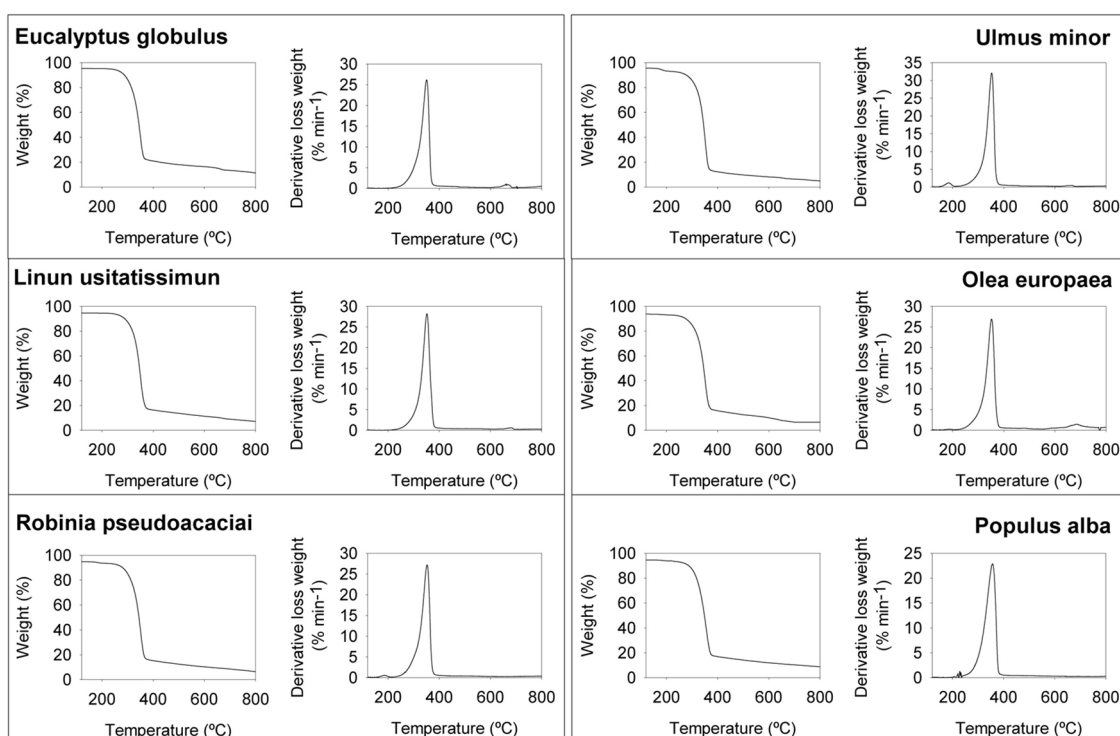 Eucalyptus globulus
Weight (%)
100
80
60
40
20
0
200 400 600 800
Temperature (ºC)
Derivative loss weight
(% min-1)
30
25
20
15
10
5
0
200 400 600 800
Temperature (ºC)
Ulmus minor
Weight (%)
100
80
60
40
20
0
200 400 600 800
Temperature (ºC)
Derivative loss weight
(% min-1)
35
30
25
20
15
10
5
0
200 400 600 800
Temperature (ºC)
Linun usitatissimun
Weight (%)
100
80
60
40
20
0
200 400 600 800
Temperature (ºC)
Derivative loss weight
(% min-1)
30
25
20
15
10
5
0
200 400 600 800
Temperature (ºC)
Olea europaea
Weight (%)
100
80
60
40
20
0
200 400 600 800
Temperature (ºC)
Derivative loss weight
(% min-1)
30
25
20
15
10
5
0
200 400 600 800
Temperature (ºC)
Robinia pseudoacaciai
Weight (%)
100
80
60
40
20
0
200 400 600 800
Temperature (ºC)
Derivative loss weight
(% min-1)
30
25
20
15
10
5
0
200 400 600 800
Temperature (ºC)
Populus alba
Weight (%)
100
80
60
40
20
0
200 400 600 800
Temperature (ºC)
Derivative loss weight
(% min-1)
25
20
15
10
5
0
200 400 600 800
Temperature (ºC)